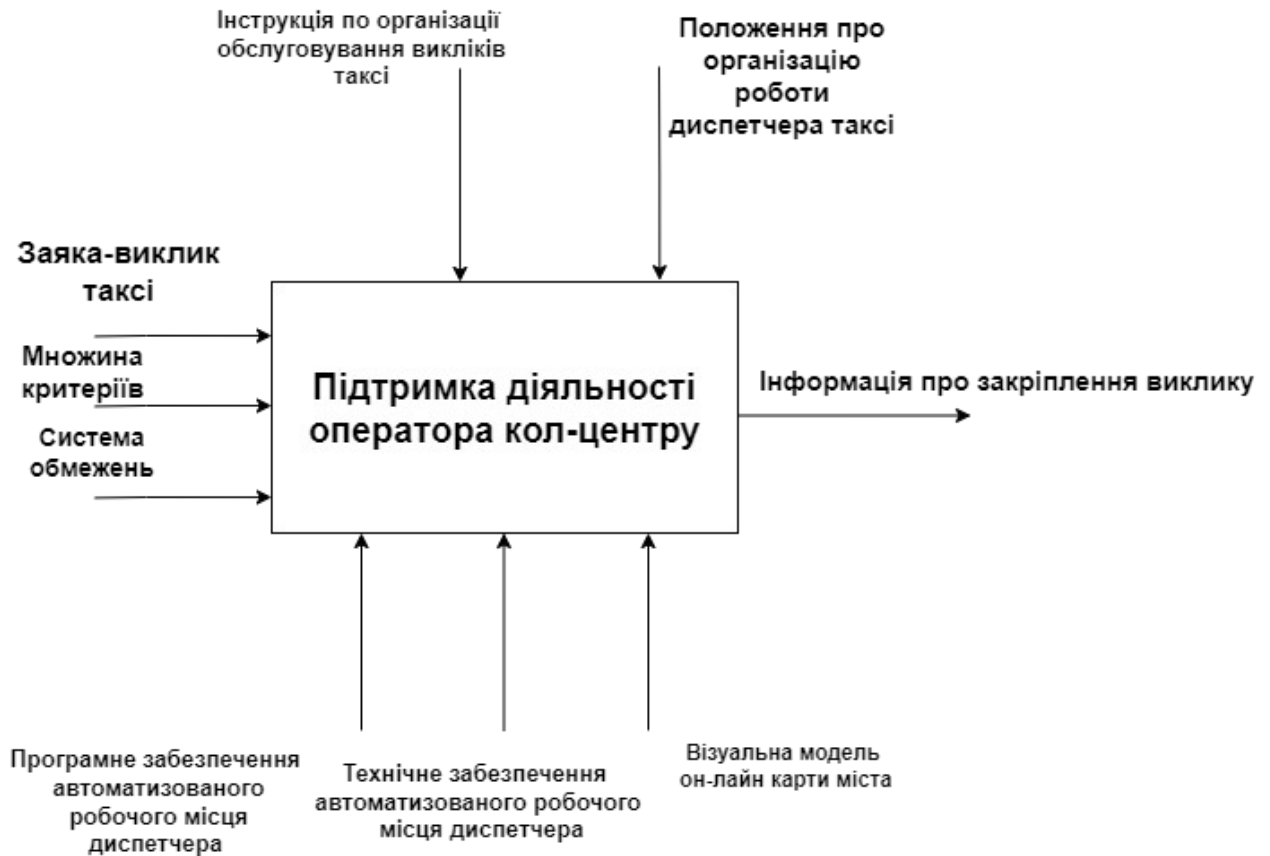 Інструкція по організації
обслуговування викликів
таксі
Положення про
організацію
роботи
диспетчера таксі
Заяка-виклик
таксі
Множина
критеріїв
Система
обмежень
Підтримка діяльності
оператора кол-центру
Інформація про закріплення виклику
Програмне забезпечення
автоматизованого
робочого місця
диспетчера
Технічне забезпечення
автоматизованого робочого
місця диспетчера
Візуальна модель
он-лайн карти міста